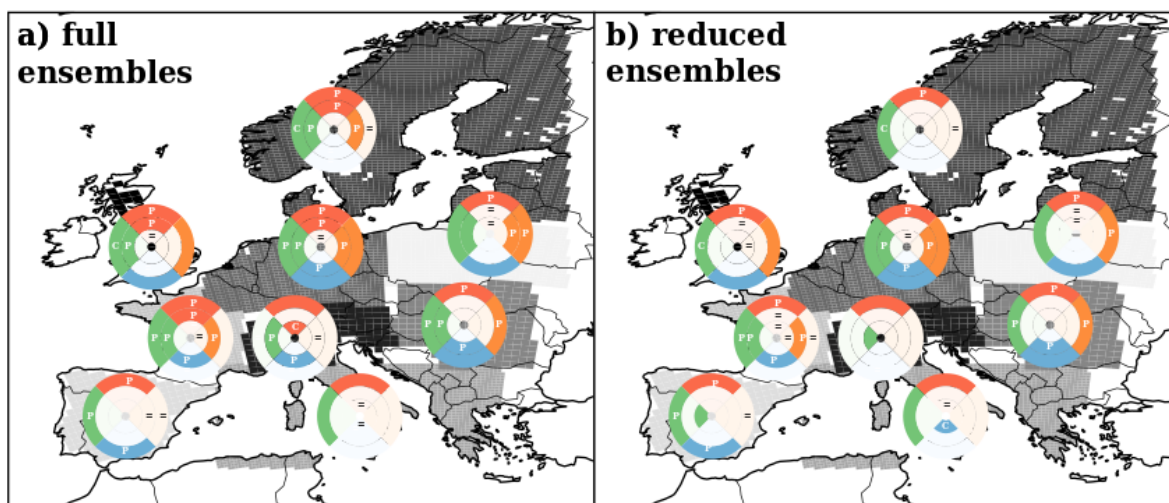 a) full
ensembles
P
P
C P P =
P
P
C P =
P
P
=
P P P
P
P
=
=
P P
P
P
P P P =
P
C
=
P
P
P P
P
P
P = =
P
=
=
b) reduced
ensembles
P
C =
P
= =
C =
P
=
P P = P
P
P
=
=
P
P
=
=
P P P = P =
P
P
P
P
P
P =
P
=
C